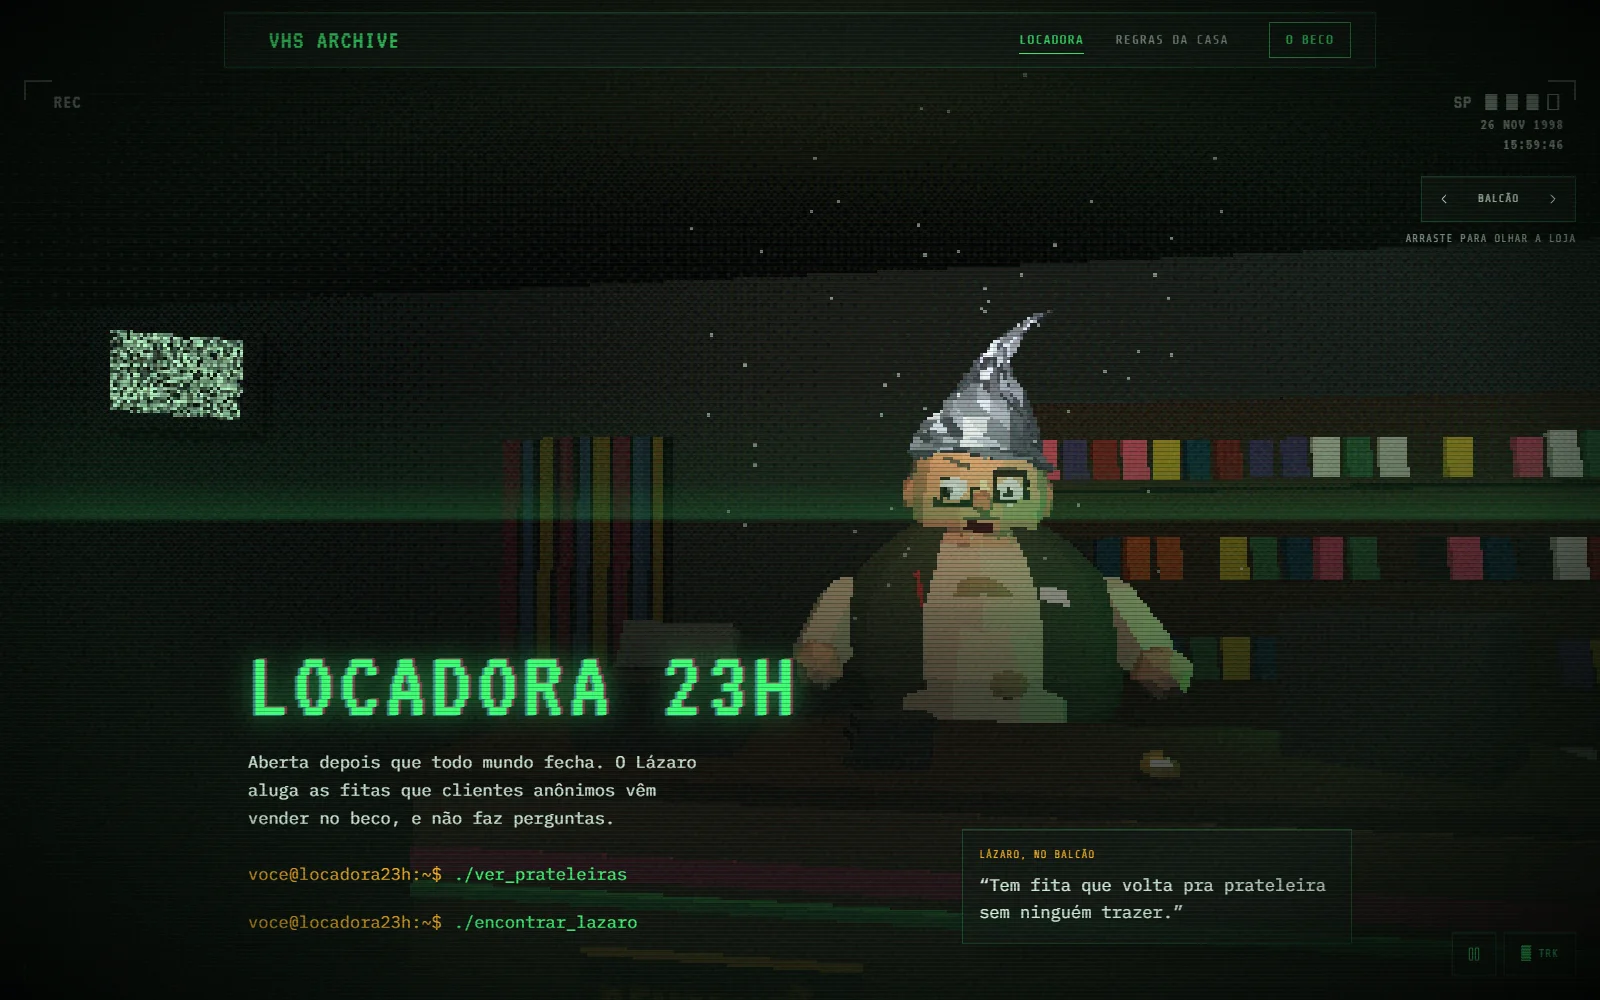 VHS ARCHIVE
LOCADORA
REGRAS DA CASA
O BECO
REC
SP
26 NOV 1998
15:59:46
BALCÃO
ARRASTE PARA OLHAR A LOJA
LOCADORA 23H
Aberta depois que todo mundo fecha. O Lázaro
aluga as fitas que clientes anônimos vêm
vender no beco, e não faz perguntas.
voce@locadora23h:~$ ./ver_prateleiras
voce@locadora23h:~$ ./encontrar_lazaro
LÁZARO, NO BALCÃO
“Tem fita que volta pra prateleira
sem ninguém trazer.”
TRK